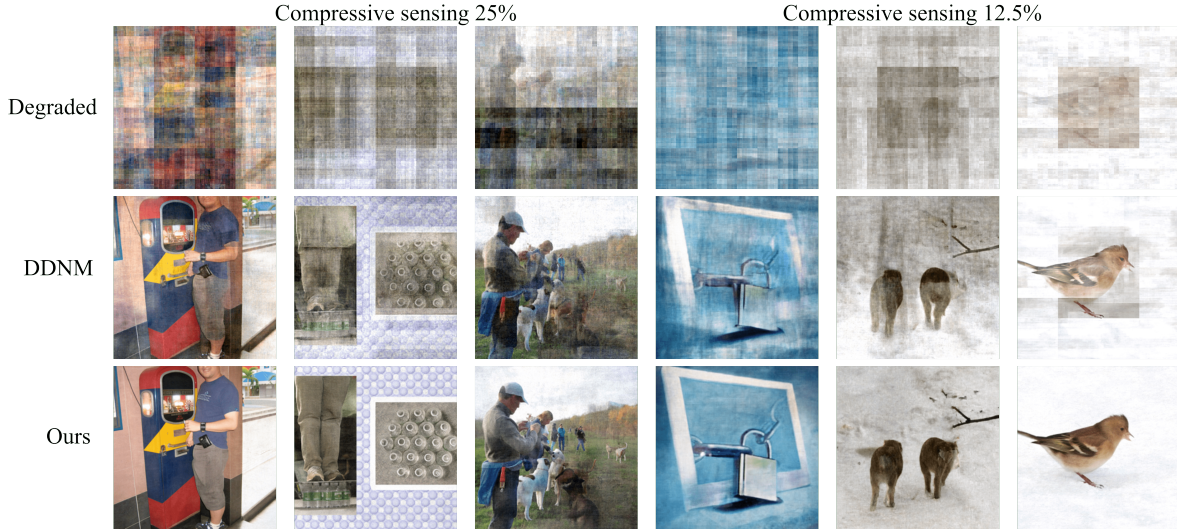 Compressive sensing 25%
Compressive sensing 12.5%
Degraded
DDNM
Ours